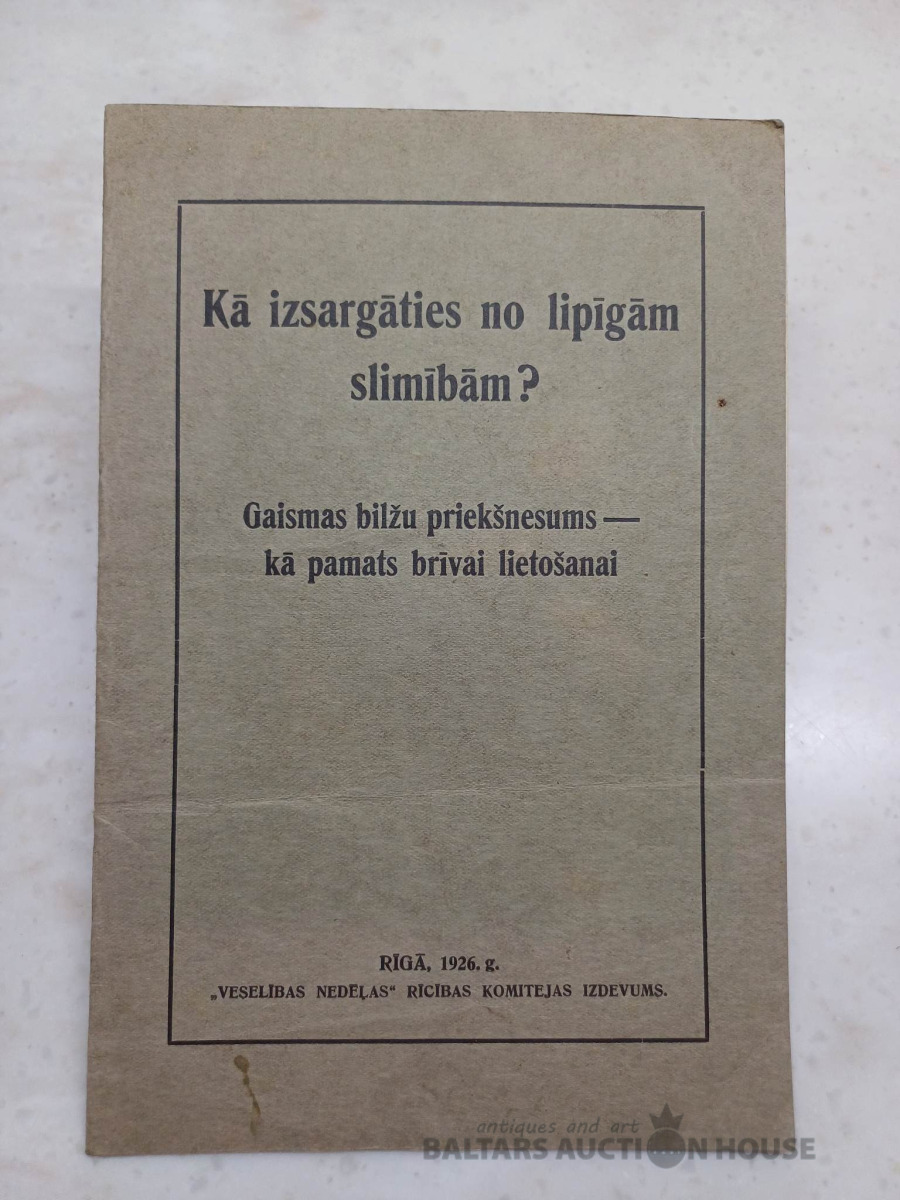 Kā izsargāties no lipīgām
slimībām?
Gaismas bilžu priekšnesums —
kā pamats brīvai lietošanai
RĪGĀ, 1926. g.
„VESELĪBAS NEDĒĻAS“ RĪCĪBAS KOMITEJAS IZDEVUMS.
antiques and art
BALTARS AUCTION HOUSE